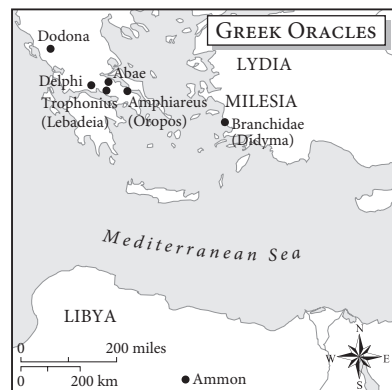 GREEK ORACLES
Dodona
LYDIA
Abae
Delphi
Trophonius
(Lebadeia)
Amphiareus
(Oropos)
MILESIA
Branchidae
(Didyma)
Mediterranean Sea
LIBYA
0 200 miles
0 200 km
Ammon
N
W E
S